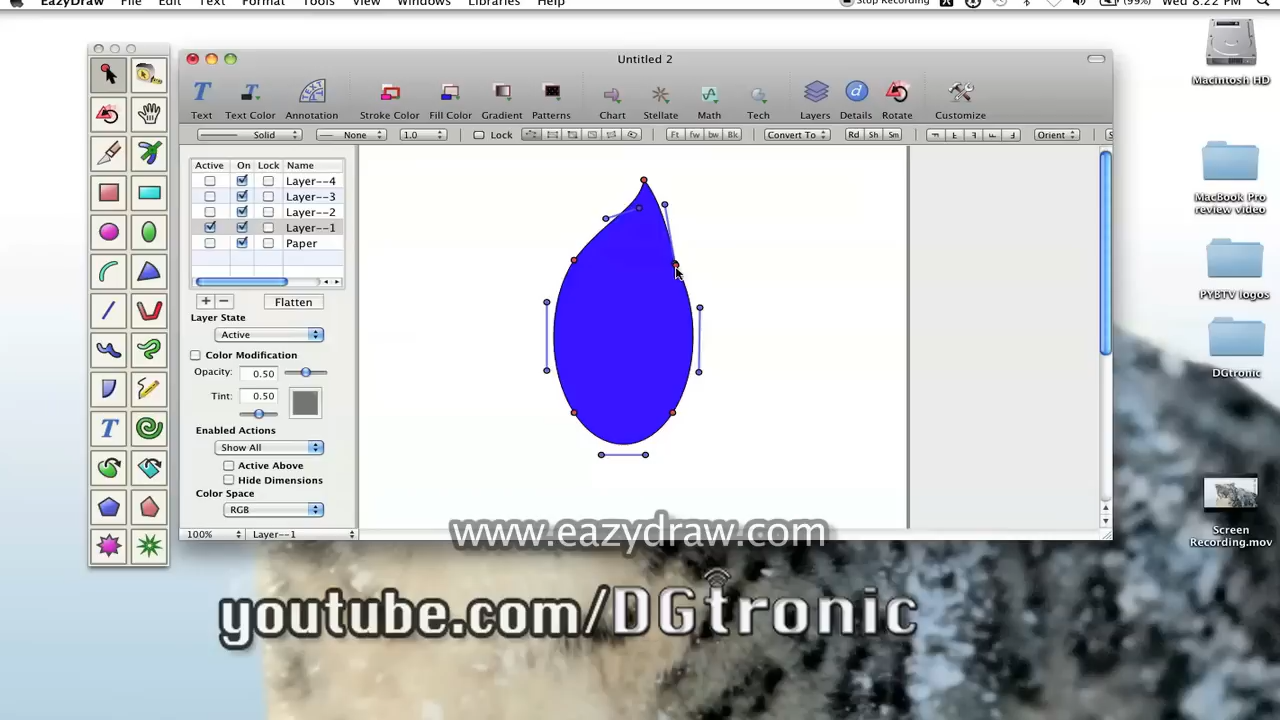 EazyDraw File Edit Text Format Tools View Windows Libraries Help Stop Recording (99%) Wed 8:22 PM
Untitled 2
Macintosh HD
Text Text Color Annotation Stroke Color Fill Color Gradient Patterns Chart Stellate Math Tech Layers Details Rotate Customize
Solid None 1.0 Lock Ft fw bw Bk Convert To Rd Sh Sm Orient
Active On Lock Name
Layer--4
Layer--3
Layer--2
Layer--1
Paper
MacBook Pro
review video
PYBTV logos
DGtronic
+ − Flatten
Layer State
Active
Color Modification
Opacity: 0.50
Tint: 0.50
Enabled Actions
Show All
Active Above
Hide Dimensions
Color Space
RGB
100% Layer--1
Screen
Recording.mov
www.eazydraw.com
youtube.com/DGtronic